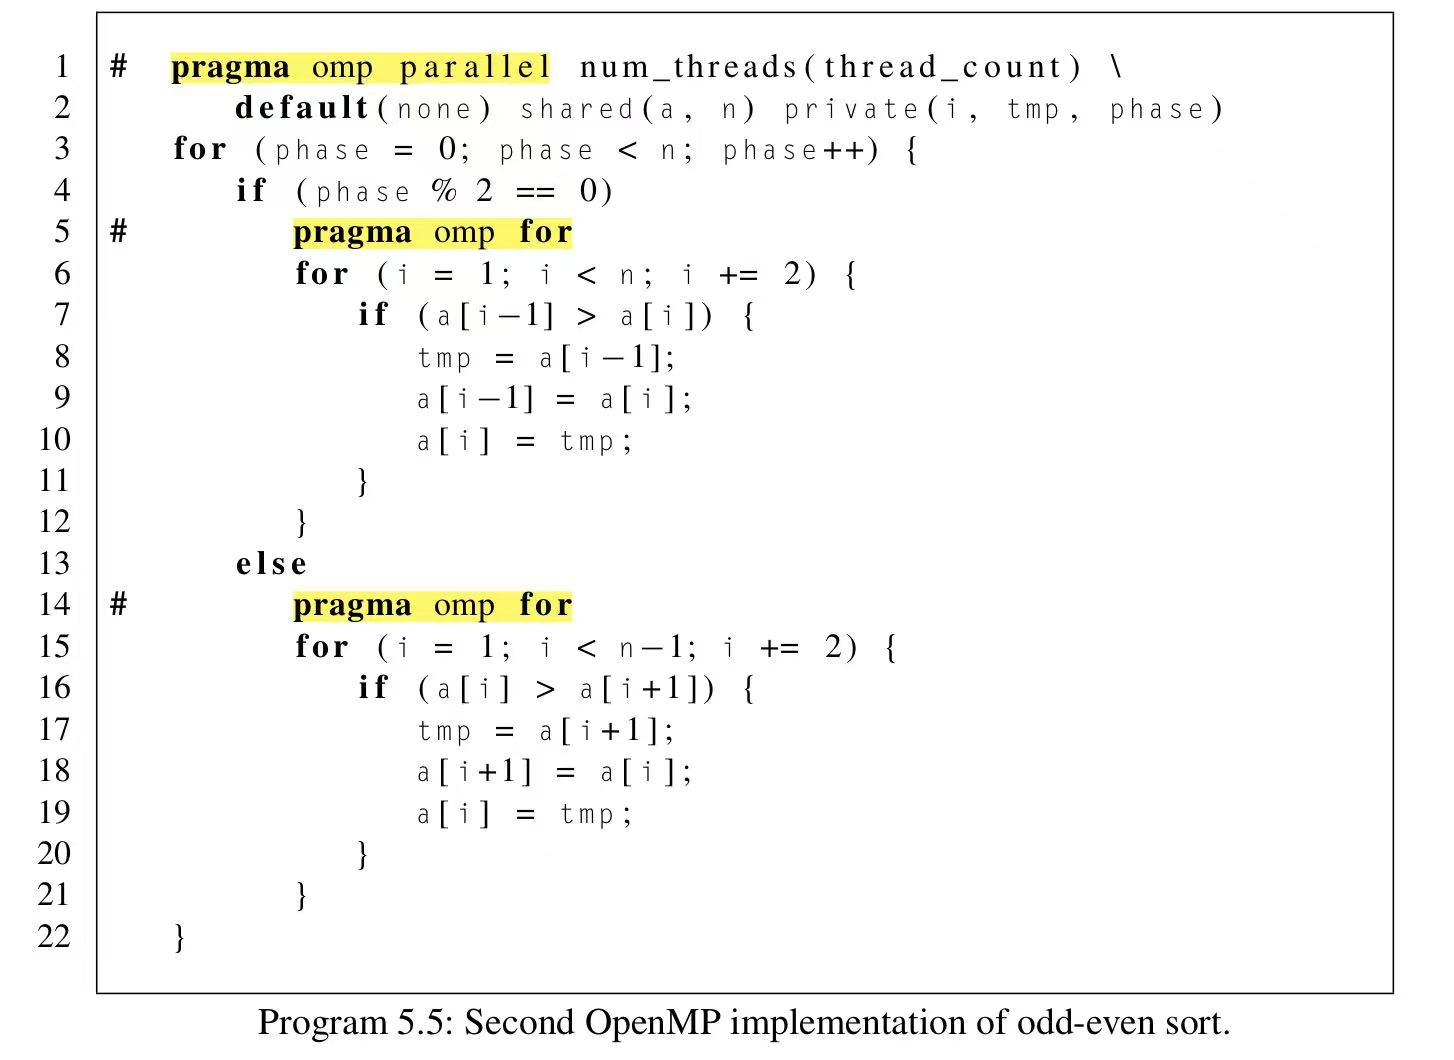 1 # pragma omp parallel num_threads(thread_count) \
2 default(none) shared(a, n) private(i, tmp, phase)
3 for (phase = 0; phase < n; phase++) {
4 if (phase % 2 == 0)
5 # pragma omp for
6 for (i = 1; i < n; i += 2) {
7 if (a[i−1] > a[i]) {
8 tmp = a[i−1];
9 a[i−1] = a[i];
10 a[i] = tmp;
11 }
12 }
13 else
14 # pragma omp for
15 for (i = 1; i < n−1; i += 2) {
16 if (a[i] > a[i+1]) {
17 tmp = a[i+1];
18 a[i+1] = a[i];
19 a[i] = tmp;
20 }
21 }
22 }
Program 5.5: Second OpenMP implementation of odd-even sort.